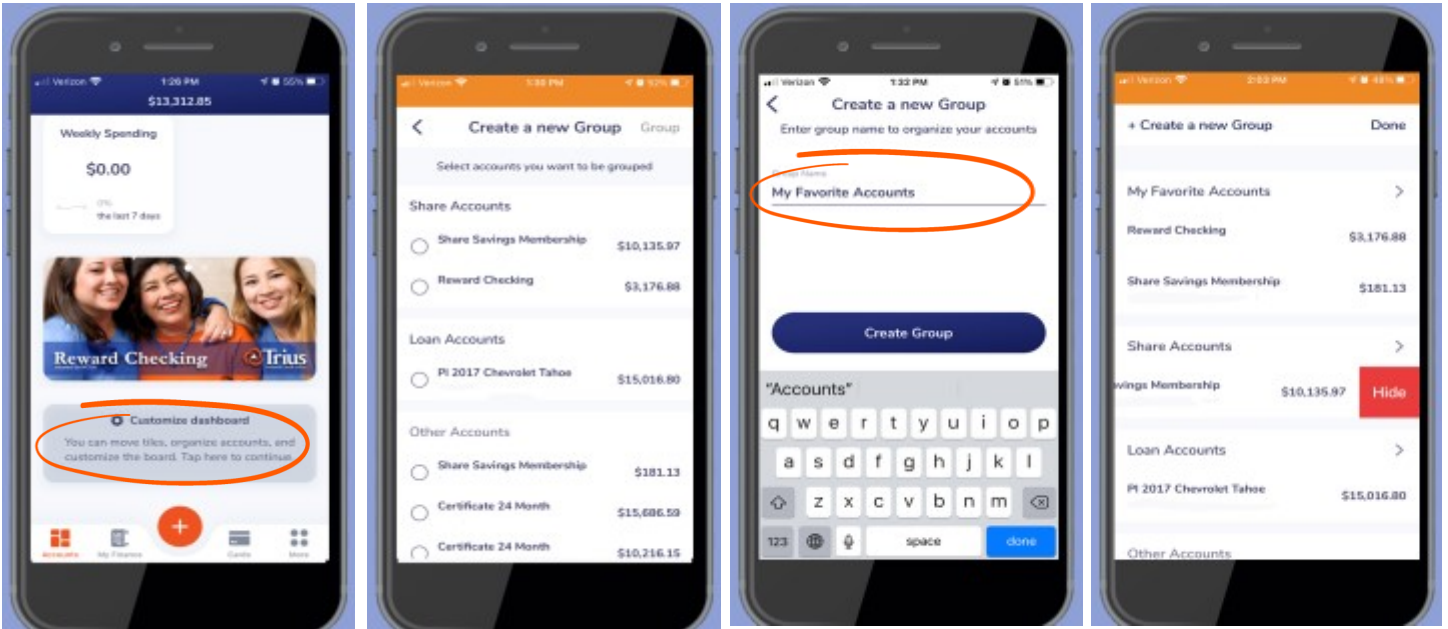 Verizon 1:26 PM 55%
$13,312.85
Weekly Spending
$0.00
0%
the last 7 days
Reward Checking Trius
Customize dashboard
You can move tiles, organize accounts, and
customize the board. Tap here to continue
+
Accounts My Finance Cards More
Verizon 1:30 PM 52%
< Create a new Group Group
Select accounts you want to be grouped
Share Accounts
Share Savings Membership $10,135.97
Reward Checking $3,176.88
Loan Accounts
PI 2017 Chevrolet Tahoe $15,016.80
Other Accounts
Share Savings Membership $181.13
Certificate 24 Month $15,686.59
Certificate 24 Month $10,216.15
Verizon 1:32 PM 51%
< Create a new Group
Enter group name to organize your accounts
Group Name
My Favorite Accounts
Create Group
"Accounts"
q w e r t y u i o p
a s d f g h j k l
z x c v b n m
123 space done
Verizon 2:03 PM 48%
+ Create a new Group Done
My Favorite Accounts >
Reward Checking $3,176.88
Share Savings Membership $181.13
Share Accounts >
vings Membership $10,135.97 Hide
Loan Accounts >
PI 2017 Chevrolet Tahoe $15,016.80
Other Accounts